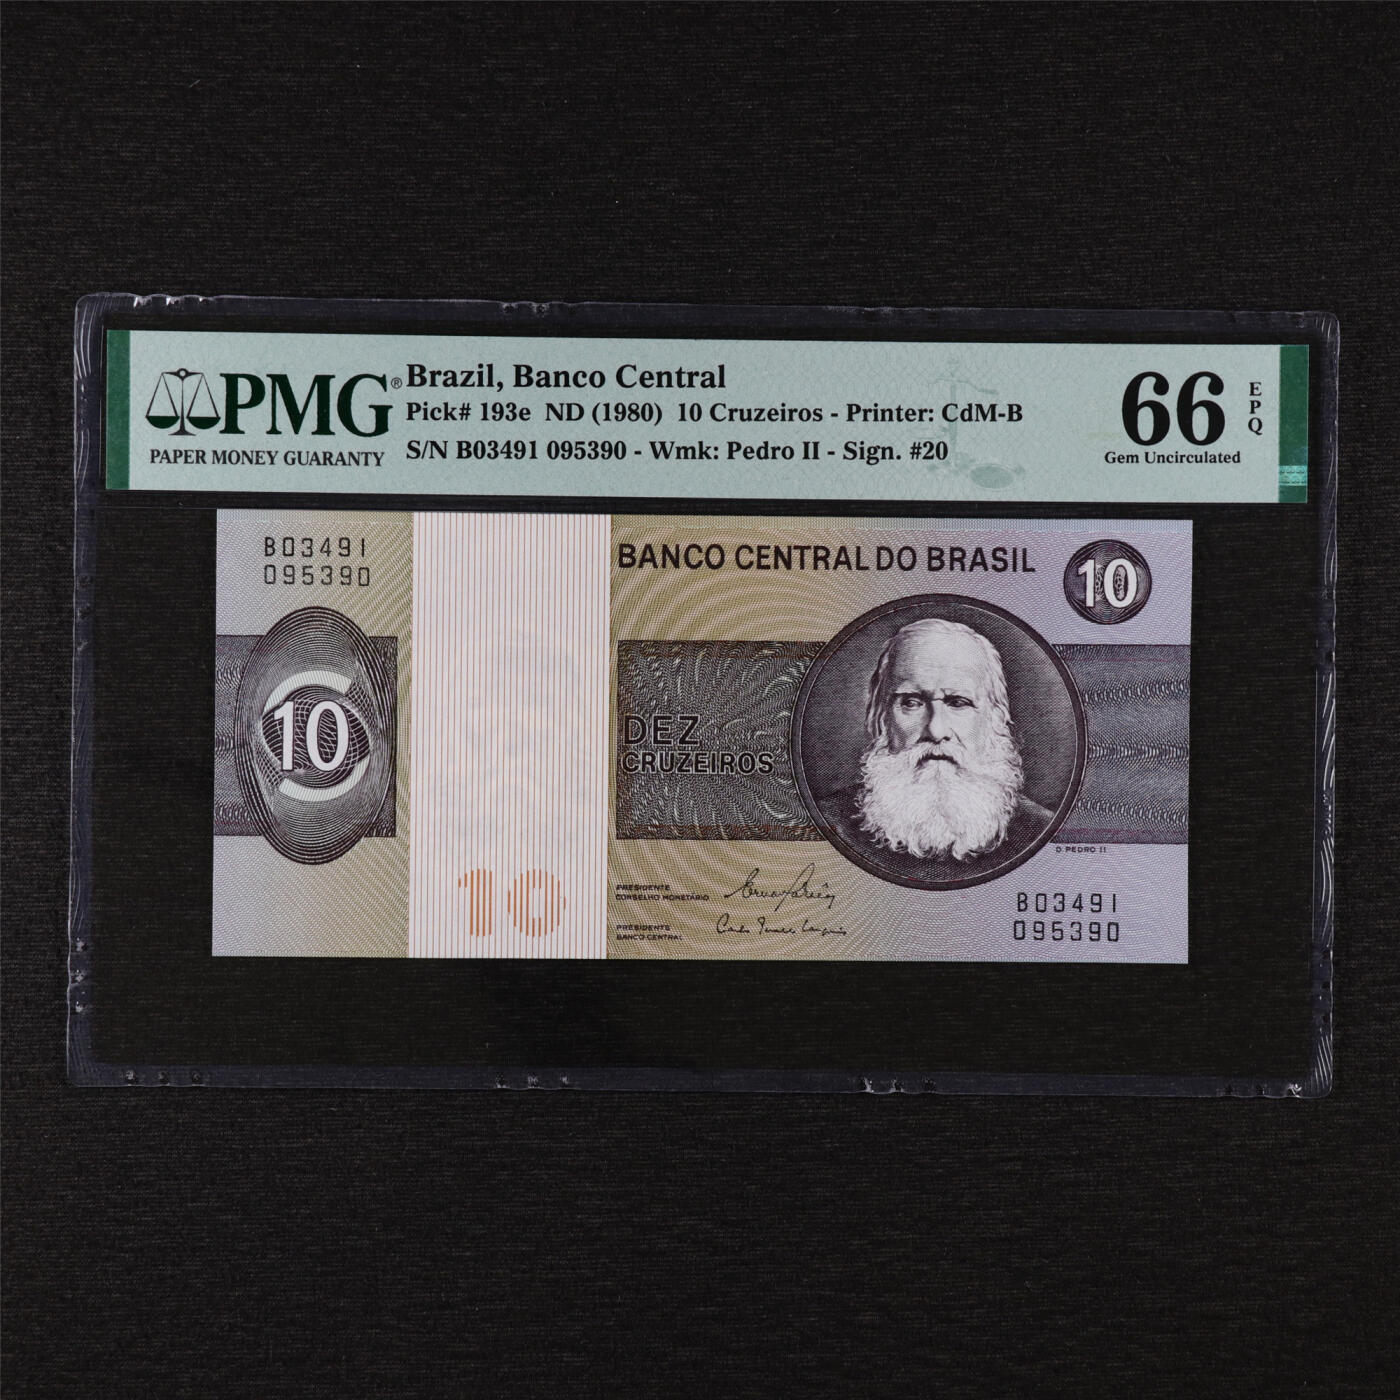 PMG®
PAPER MONEY GUARANTY
Brazil, Banco Central
Pick# 193e ND (1980) 10 Cruzeiros - Printer: CdM-B
S/N B03491 095390 - Wmk: Pedro II - Sign. #20
66
EPQ
Gem Uncirculated
B03491
095390
BANCO CENTRAL DO BRASIL
10
10
DEZ
CRUZEIROS
D PEDRO II
10
PRESIDENTE
CONSELHO MONETÁRIO
PRESIDENTE
BANCO CENTRAL
B03491
095390